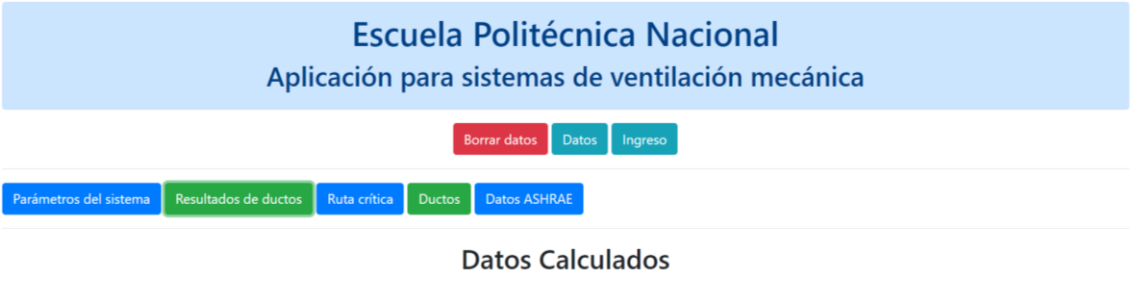 Escuela Politécnica Nacional
Aplicación para sistemas de ventilación mecánica
Borrar datos Datos Ingreso
Parámetros del sistema Resultados de ductos Ruta crítica Ductos Datos ASHRAE
Datos Calculados